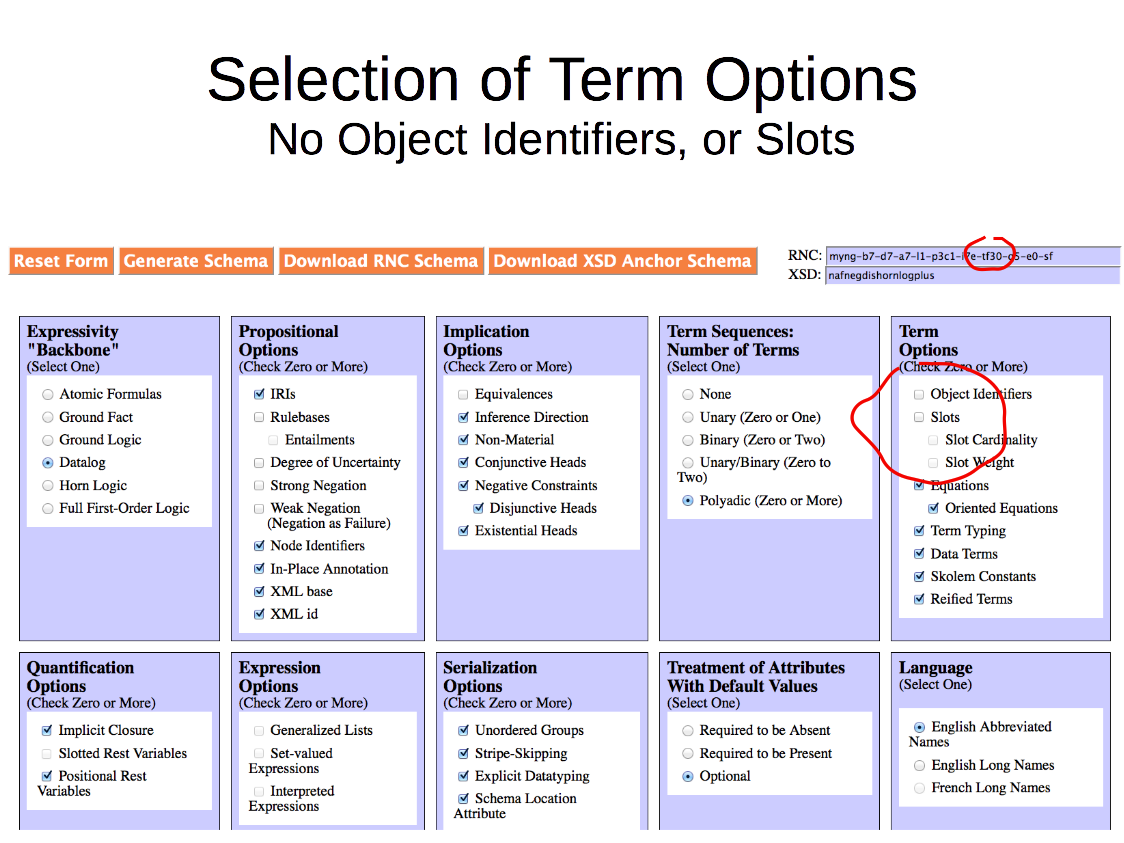 Selection of Term Options
No Object Identifiers, or Slots
Reset Form
Generate Schema
Download RNC Schema
Download XSD Anchor Schema
RNC: myng-b7-d7-a7-l1-p3c1-i7e-tf30-q5-e0-sf
XSD: nafnegdishornlogplus
Expressivity
"Backbone"
(Select One)
Atomic Formulas
Ground Fact
Ground Logic
Datalog
Horn Logic
Full First-Order Logic
Propositional
Options
(Check Zero or More)
IRIs
Rulebases
Entailments
Degree of Uncertainty
Strong Negation
Weak Negation
(Negation as Failure)
Node Identifiers
In-Place Annotation
XML base
XML id
Implication
Options
(Check Zero or More)
Equivalences
Inference Direction
Non-Material
Conjunctive Heads
Negative Constraints
Disjunctive Heads
Existential Heads
Term Sequences:
Number of Terms
(Select One)
None
Unary (Zero or One)
Binary (Zero or Two)
Unary/Binary (Zero to
Two)
Polyadic (Zero or More)
Term
Options
(Check Zero or More)
Object Identifiers
Slots
Slot Cardinality
Slot Weight
Equations
Oriented Equations
Term Typing
Data Terms
Skolem Constants
Reified Terms
Quantification
Options
(Check Zero or More)
Implicit Closure
Slotted Rest Variables
Positional Rest
Variables
Expression
Options
(Check Zero or More)
Generalized Lists
Set-valued
Expressions
Interpreted
Expressions
Serialization
Options
(Check Zero or More)
Unordered Groups
Stripe-Skipping
Explicit Datatyping
Schema Location
Attribute
Treatment of Attributes
With Default Values
(Select One)
Required to be Absent
Required to be Present
Optional
Language
(Select One)
English Abbreviated
Names
English Long Names
French Long Names